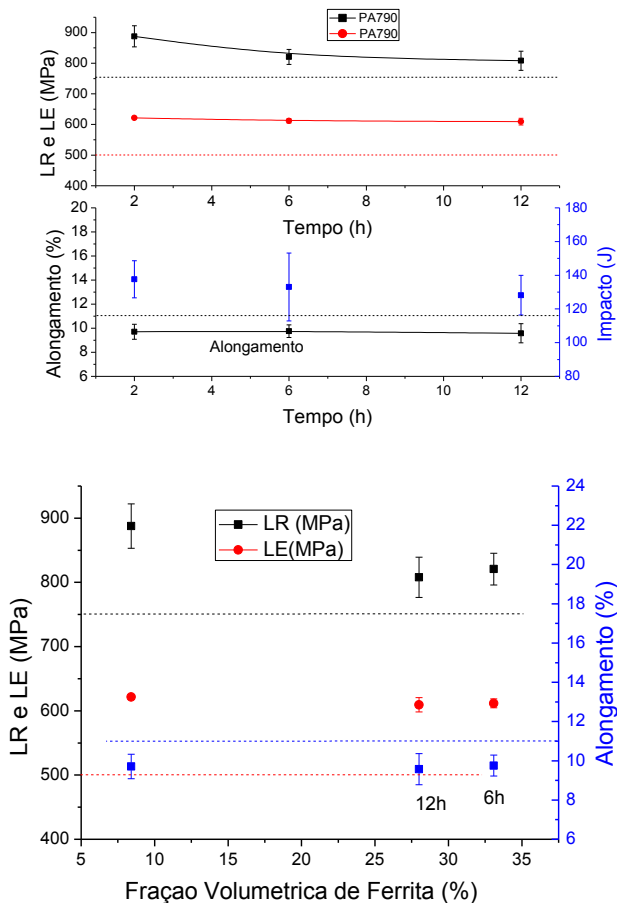 PA790
PA790
LR e LE (MPa)
900
800
700
600
500
400
2 4 6 8 10 12
Tempo (h)
Alongamento (%)
20
18
16
14
12
10
8
6
Alongamento
180
160
140
120
100
80
Impacto (J)
2 4 6 8 10 12
Tempo (h)
LR e LE (MPa)
900
800
700
600
500
400
LR (MPa)
LE(MPa)
12h 6h
24
22
20
18
16
14
12
10
8
6
Alongamento (%)
5 10 15 20 25 30 35
Fraçao Volumetrica de Ferrita (%)